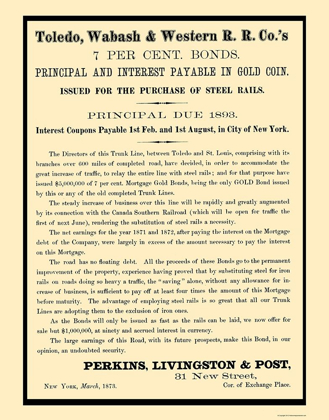 Toledo, Wabash & Western R. R. Co.'s
7 PER CENT. BONDS.
PRINCIPAL AND INTEREST PAYABLE IN GOLD COIN.
ISSUED FOR THE PURCHASE OF STEEL RAILS.
PRINCIPAL DUE 1893.
Interest Coupons Payable 1st Feb. and 1st August, in City of New York.
The Directors of this Trunk Line, between Toledo and St. Louis, comprising with its
branches over 600 miles of completed road, have decided, in order to accommodate the
great increase of traffic, to relay the entire line with steel rails; and for that purpose have
issued $5,000,000 of 7 per cent. Mortgage Gold Bonds, being the only GOLD Bond issued
by this or any of the old completed Trunk Lines.
The steady increase of business over this line will be rapidly and greatly augmented
by its connection with the Canada Southern Railroad (which will be open for traffic the
first of next June), rendering the substitution of steel rails a necessity.
The net earnings for the year 1871 and 1872, after paying the interest on the Mortgage
debt of the Company, were largely in excess of the amount necessary to pay the interest
on this Mortgage.
The road has no floating debt. All the proceeds of these Bonds go to the permanent
improvement of the property, experience having proved that by substituting steel for iron
rails on roads doing so heavy a traffic, the "saving" alone, without any allowance for in-
crease of business, is sufficient to pay off at least four times the amount of this Mortgage
before maturity. The advantage of employing steel rails is so great that all our Trunk
Lines are adopting them to the exclusion of iron ones.
As the Bonds will only be issued as fast as the rails can be laid, we now offer for
sale but $1,000,000, at ninety and accrued interest in currency.
The large earnings of this Road, with its future prospects, make this Bond, in our
opinion, an undoubted security.
PERKINS, LIVINGSTON & POST,
31 New Street,
New York, March, 1873. Cor. of Exchange Place.